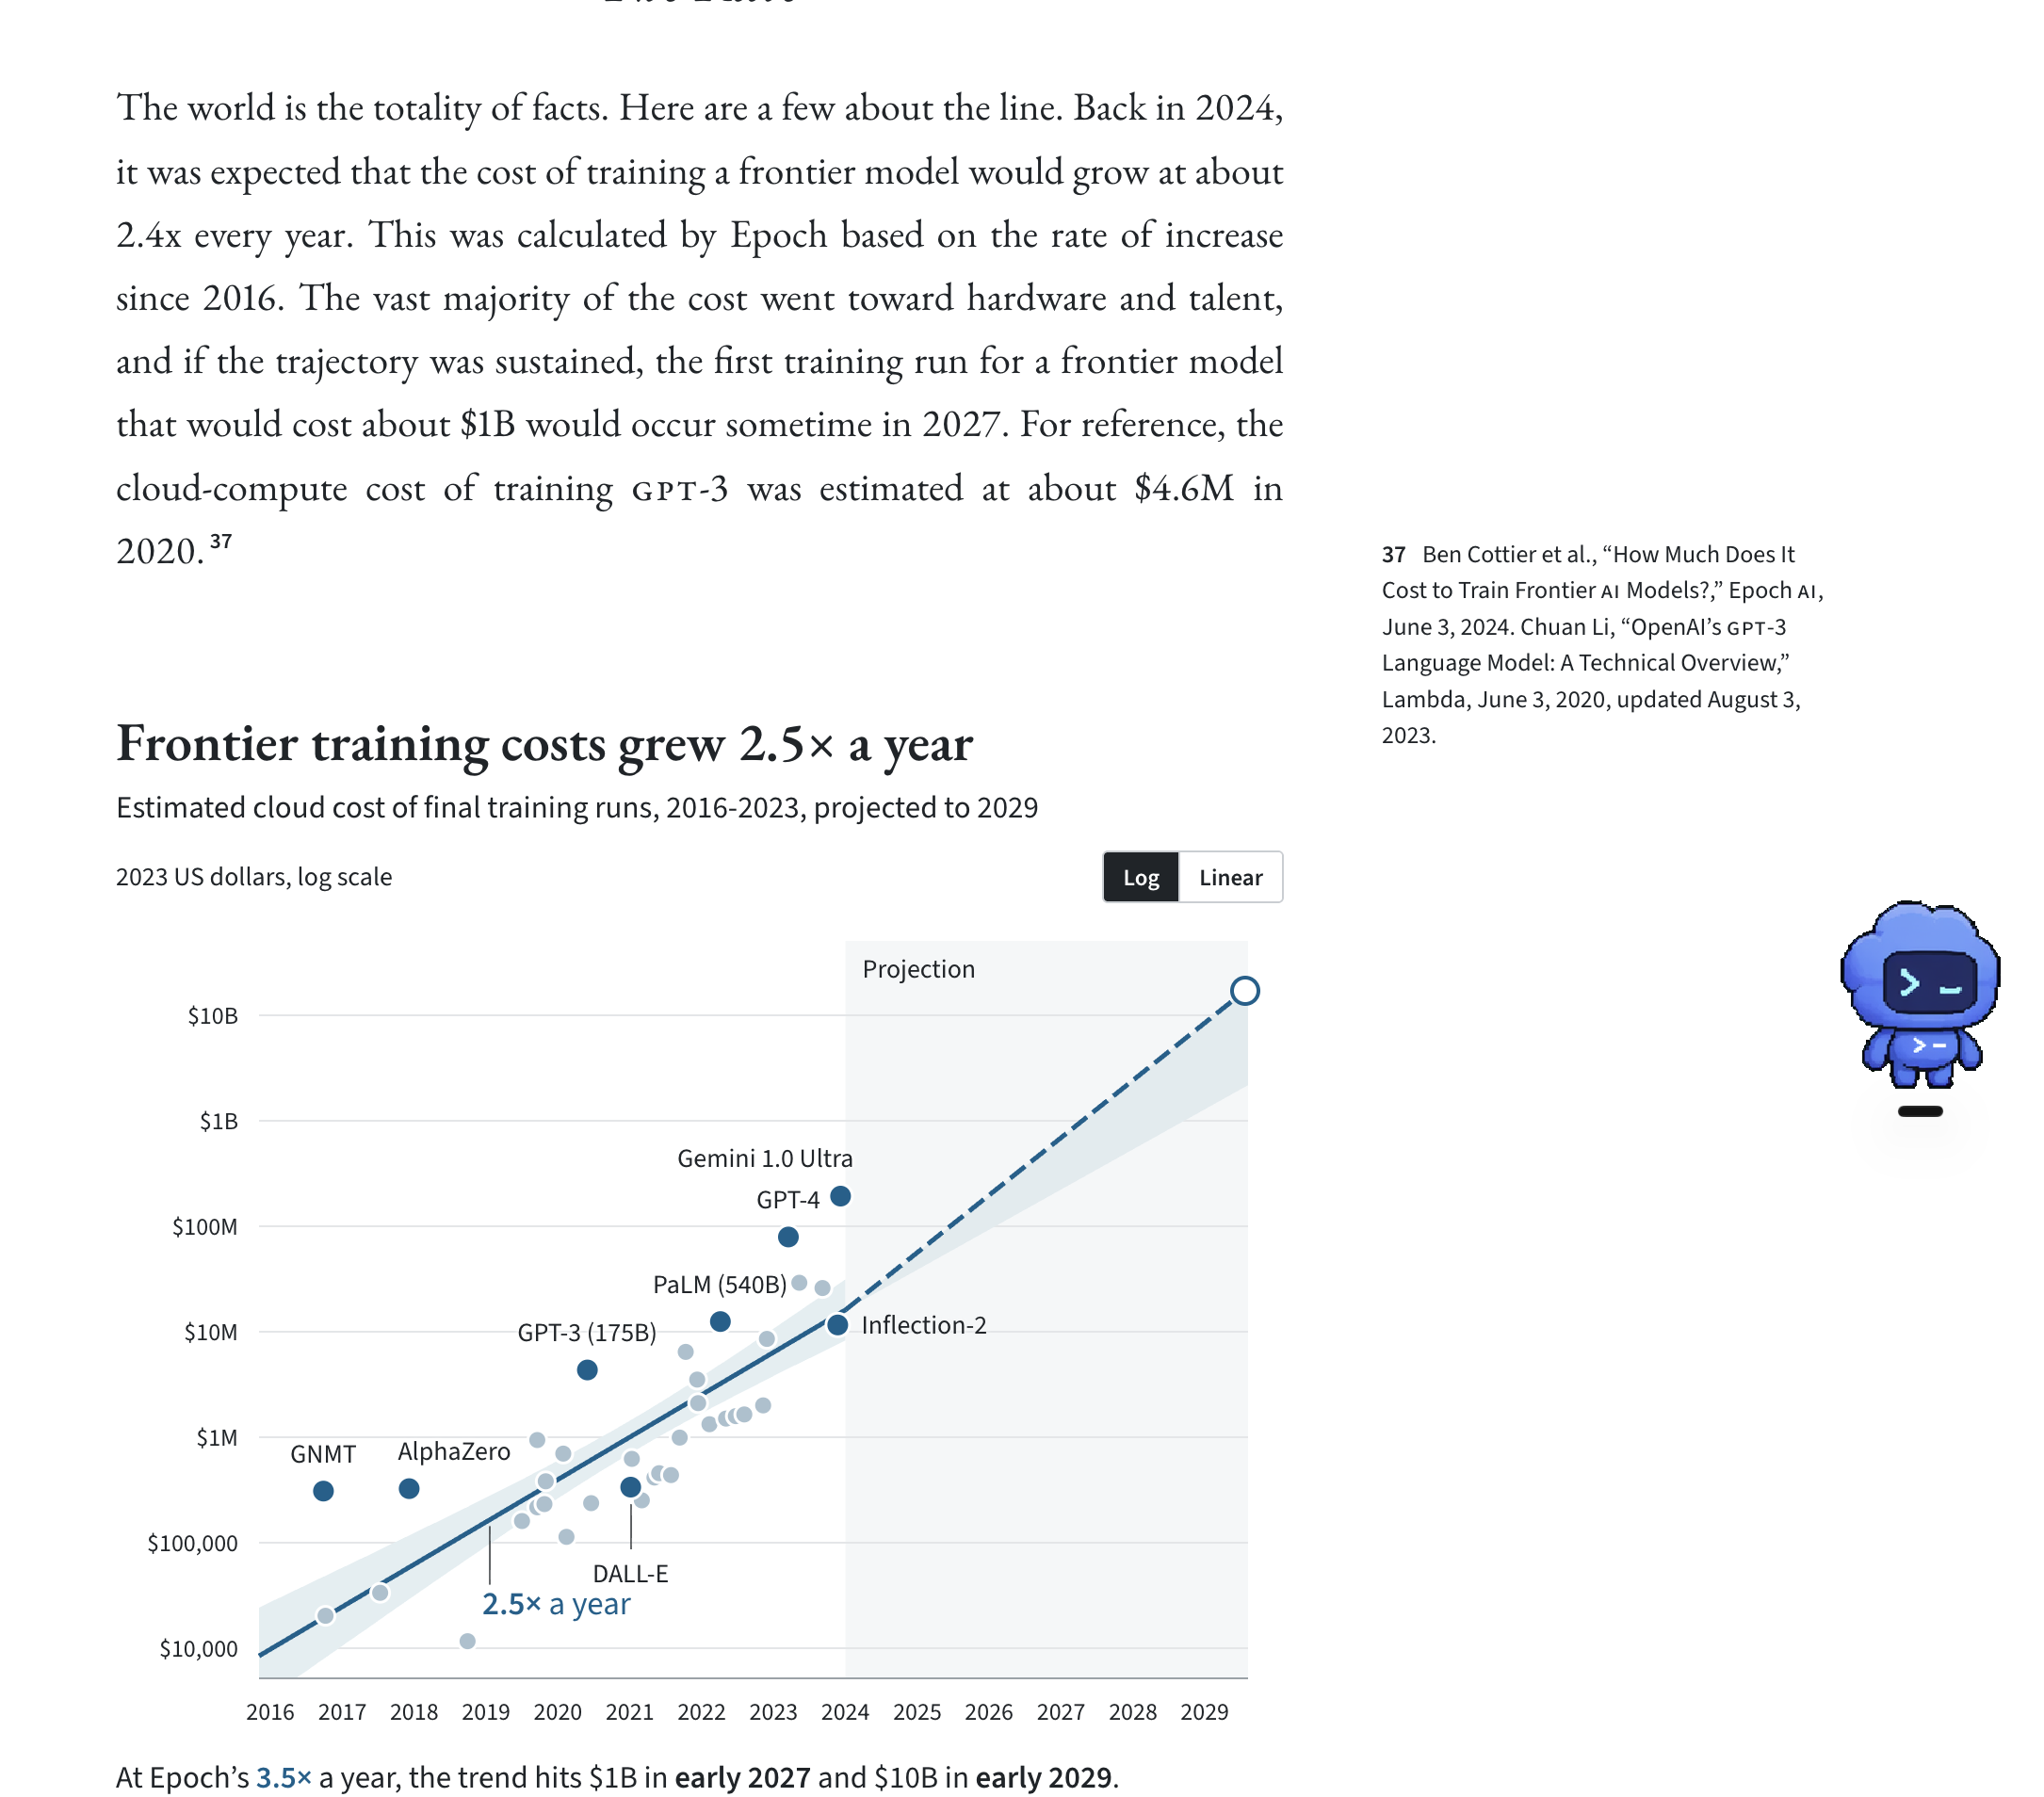 The world is the totality of facts. Here are a few about the line. Back in 2024,
it was expected that the cost of training a frontier model would grow at about
2.4x every year. This was calculated by Epoch based on the rate of increase
since 2016. The vast majority of the cost went toward hardware and talent,
and if the trajectory was sustained, the first training run for a frontier model
that would cost about $1B would occur sometime in 2027. For reference, the
cloud-compute cost of training GPT-3 was estimated at about $4.6M in
2020. 37
37 Ben Cottier et al., “How Much Does It
Cost to Train Frontier AI Models?,” Epoch AI,
June 3, 2024. Chuan Li, “OpenAI’s GPT-3
Language Model: A Technical Overview,”
Lambda, June 3, 2020, updated August 3,
2023.
Frontier training costs grew 2.5× a year
Estimated cloud cost of final training runs, 2016-2023, projected to 2029
2023 US dollars, log scale
Log Linear
Projection
$10B
$1B
Gemini 1.0 Ultra
GPT-4
$100M
PaLM (540B)
Inflection-2
GPT-3 (175B)
$10M
$1M
GNMT AlphaZero
$100,000
DALL-E
2.5× a year
$10,000
2016 2017 2018 2019 2020 2021 2022 2023 2024 2025 2026 2027 2028 2029
At Epoch’s 3.5× a year, the trend hits $1B in early 2027 and $10B in early 2029.